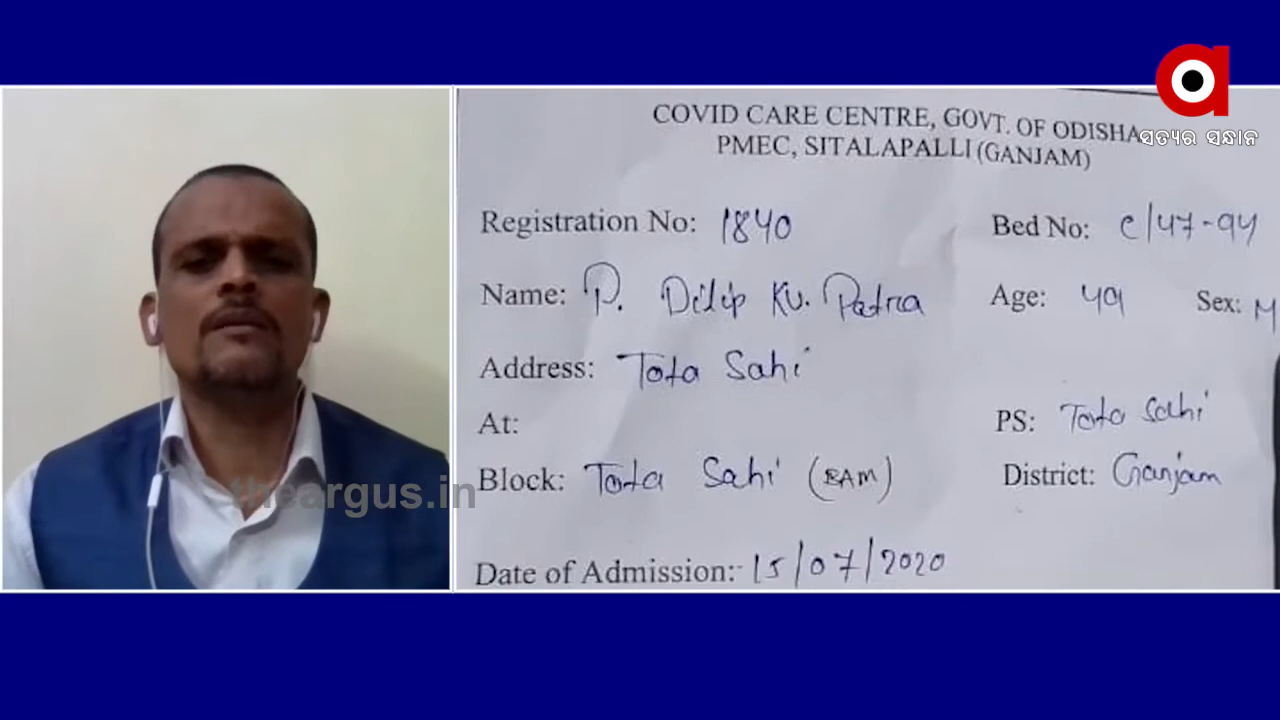 ସତ୍ୟର ସନ୍ଧାନ
COVID CARE CENTRE, GOVT. OF ODISHA
PMEC, SITALAPALLI (GANJAM)
Registration No: 1840 Bed No: C/47-94
Name: P. Dilip Ku. Patra Age: 49 Sex: M
Address: Tota Sahi
At: PS: Tota Sahi
Block: Tota Sahi (BAM) District: Ganjam
theargus.in
Date of Admission:- 15/07/2020